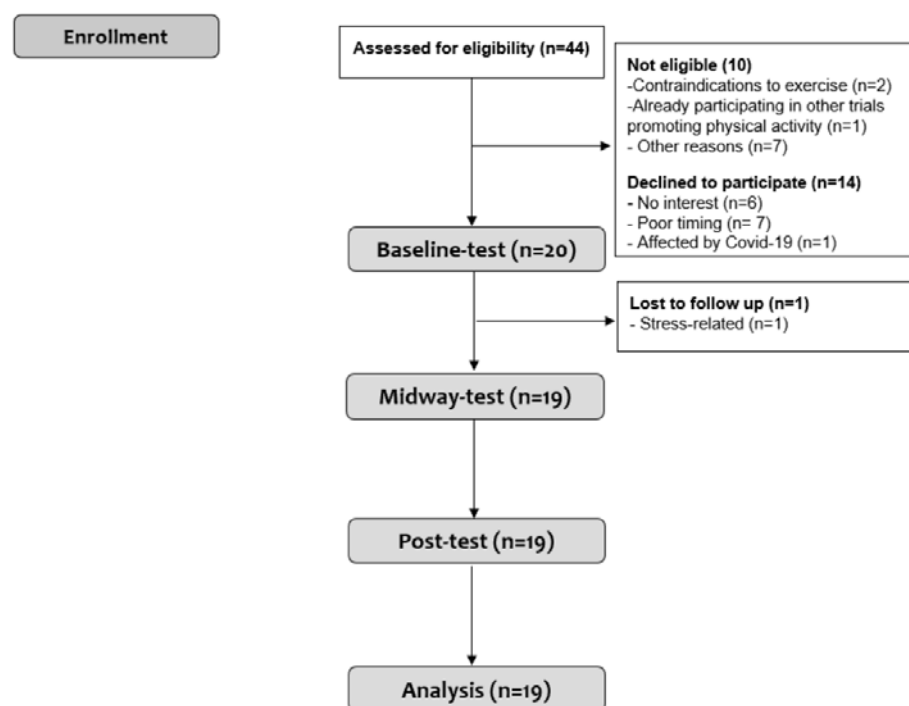 Enrollment
Assessed for eligibility (n=44)
Not eligible (10)
-Contraindications to exercise (n=2)
-Already participating in other trials
promoting physical activity (n=1)
- Other reasons (n=7)
Declined to participate (n=14)
- No interest (n=6)
- Poor timing (n= 7)
- Affected by Covid-19 (n=1)
Baseline-test (n=20)
Lost to follow up (n=1)
- Stress-related (n=1)
Midway-test (n=19)
Post-test (n=19)
Analysis (n=19)